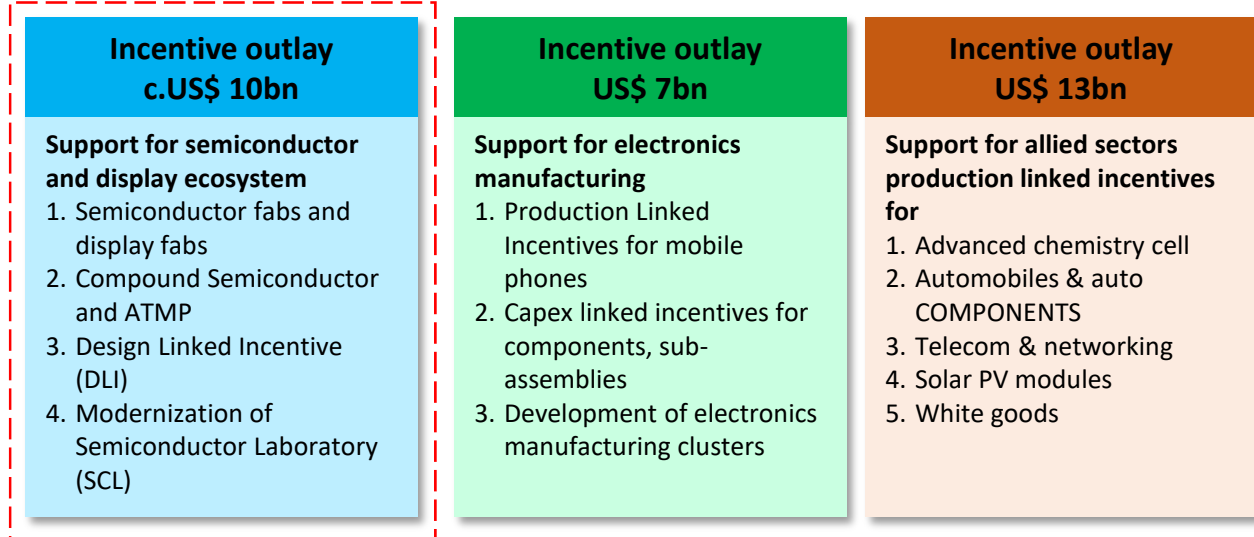 Incentive outlay
c.US$ 10bn
Support for semiconductor
and display ecosystem
1. Semiconductor fabs and
display fabs
2. Compound Semiconductor
and ATMP
3. Design Linked Incentive
(DLI)
4. Modernization of
Semiconductor Laboratory
(SCL)
Incentive outlay
US$ 7bn
Support for electronics
manufacturing
1. Production Linked
Incentives for mobile
phones
2. Capex linked incentives for
components, sub-
assemblies
3. Development of electronics
manufacturing clusters
Incentive outlay
US$ 13bn
Support for allied sectors
production linked incentives
for
1. Advanced chemistry cell
2. Automobiles & auto
COMPONENTS
3. Telecom & networking
4. Solar PV modules
5. White goods